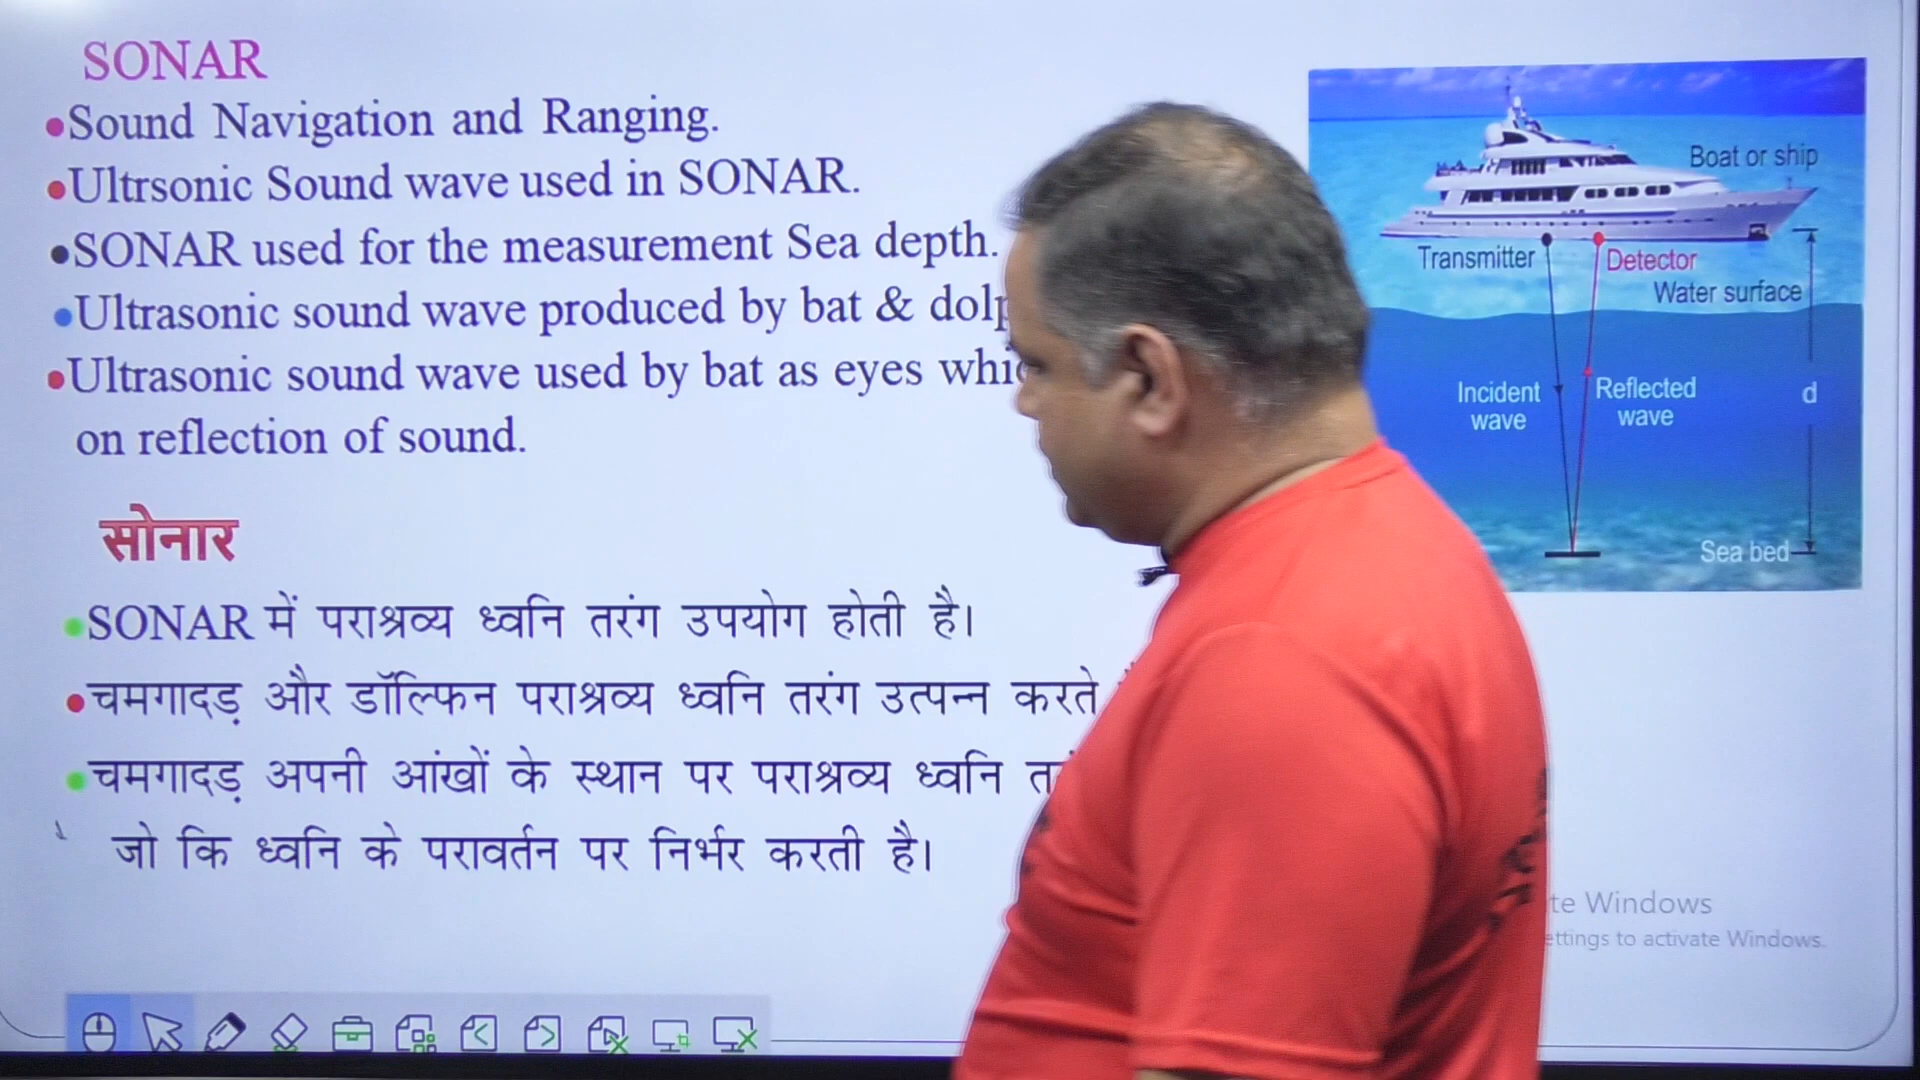 SONAR
•Sound Navigation and Ranging.
•Ultrsonic Sound wave used in SONAR.
•SONAR used for the measurement Sea depth.
•Ultrasonic sound wave produced by bat &
•Ultrasonic sound wave used by bat as eyes
on reflection of sound.
सोनार
•SONAR में पराश्रव्य ध्वनि तरंग उपयोग होती है।
•चमगादड़ और डॉल्फिन पराश्रव्य ध्वनि तरंग उत्पन्न करते
•चमगादड़ अपनी आंखों के स्थान पर पराश्रव्य ध्वनि
जो कि ध्वनि के परावर्तन पर निर्भर करती है।
Boat or ship
Transmitter
Detector
Water surface
Incident
wave
Reflected
wave
d
Sea bed
Windows
to activate Windows.